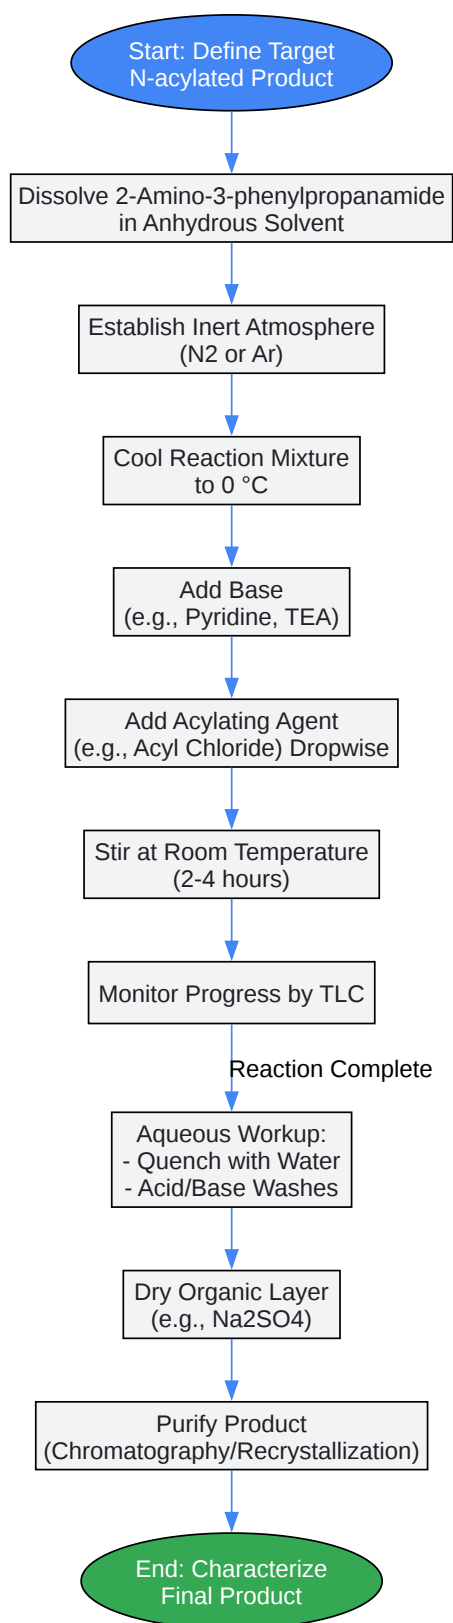 Start: Define Target
N-acylated Product
Dissolve 2-Amino-3-phenylpropanamide
in Anhydrous Solvent
Establish Inert Atmosphere
(N2 or Ar)
Cool Reaction Mixture
to 0 °C
Add Base
(e.g., Pyridine, TEA)
Add Acylating Agent
(e.g., Acyl Chloride) Dropwise
Stir at Room Temperature
(2-4 hours)
Monitor Progress by TLC
Reaction Complete
Aqueous Workup:
- Quench with Water
- Acid/Base Washes
Dry Organic Layer
(e.g., Na2SO4)
Purify Product
(Chromatography/Recrystallization)
End: Characterize
Final Product